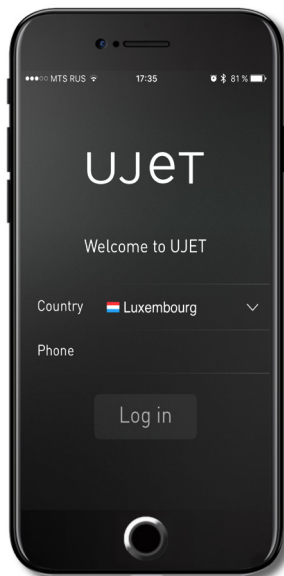 MTS RUS 17:35 81 %
UJET
Welcome to UJET
Country Luxembourg
Phone
Log in